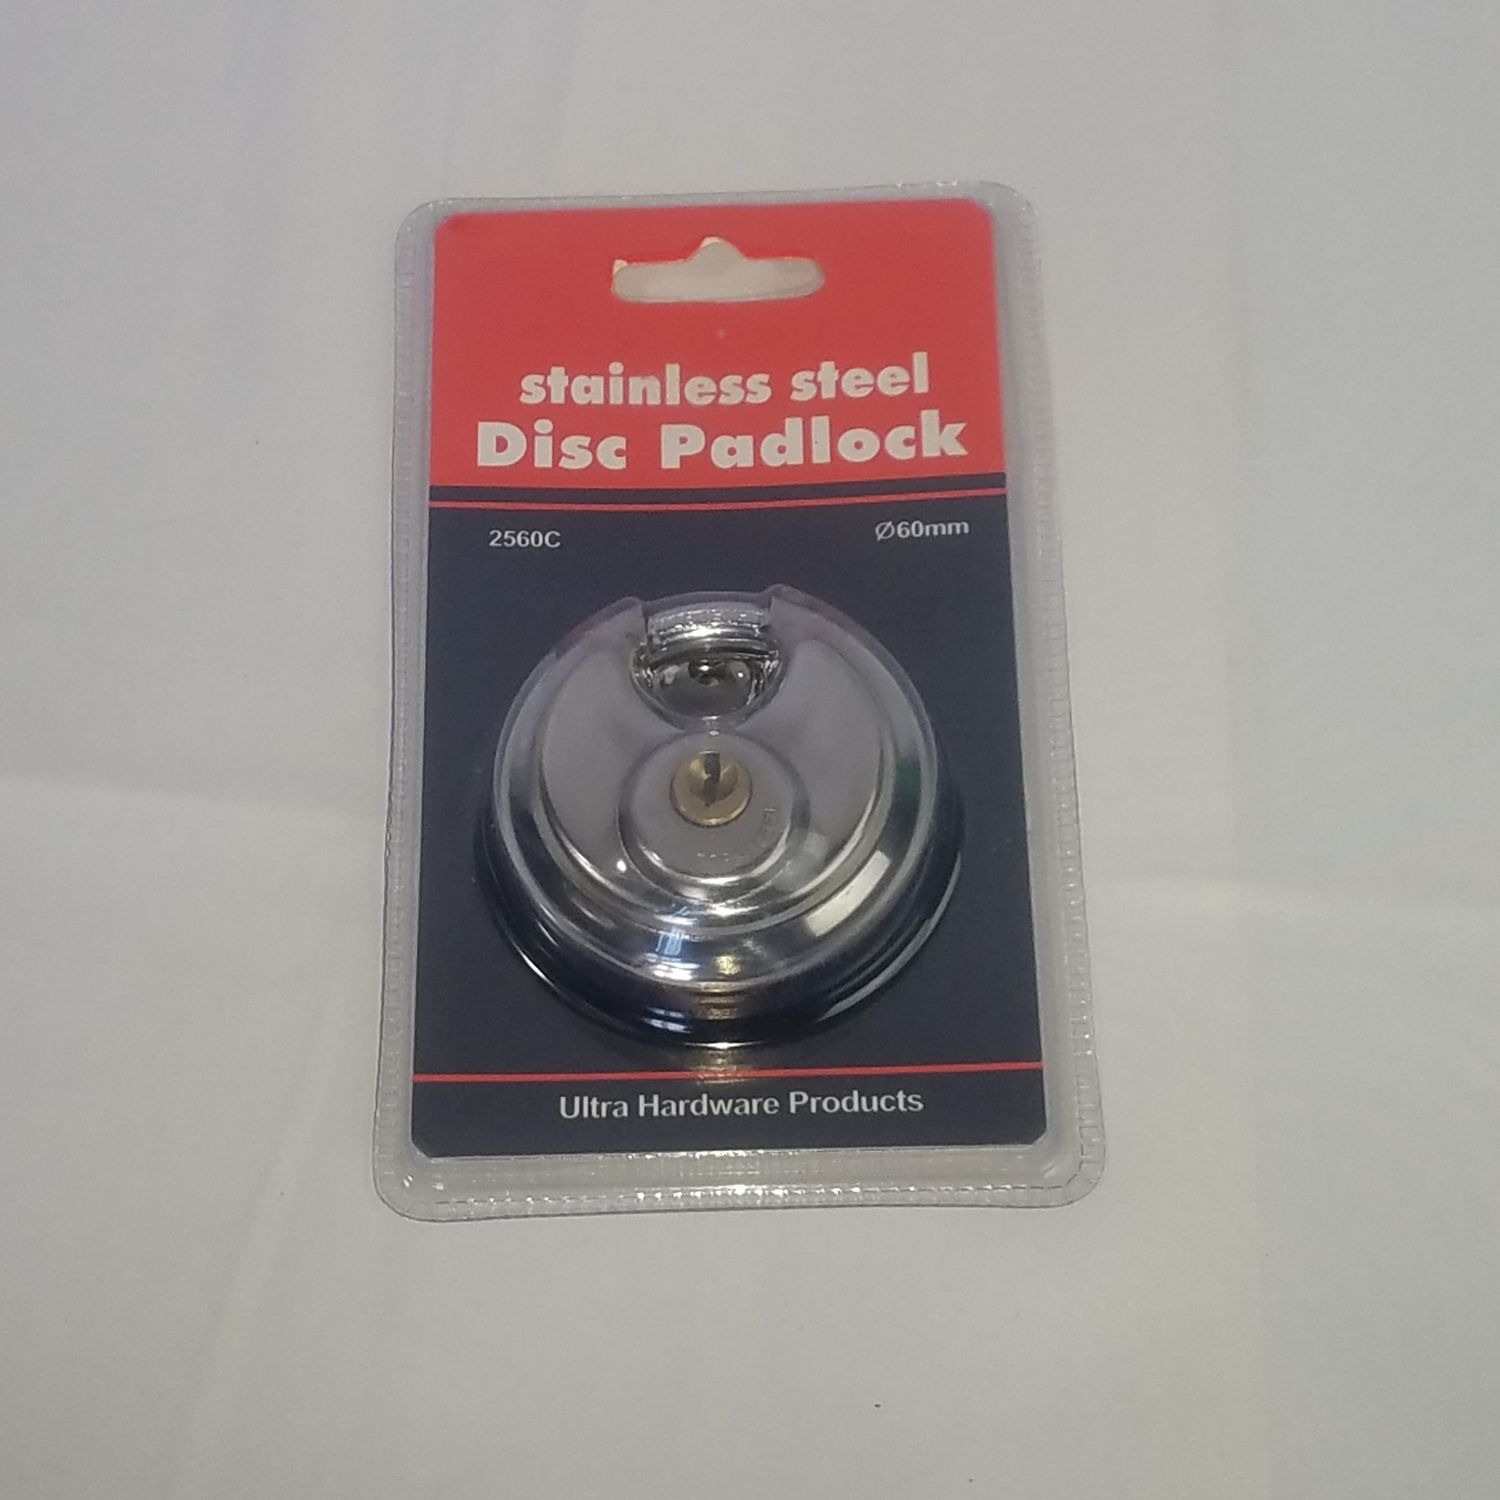 stainless steel
Disc Padlock
2560C
Ø60mm
Ultra Hardware Products